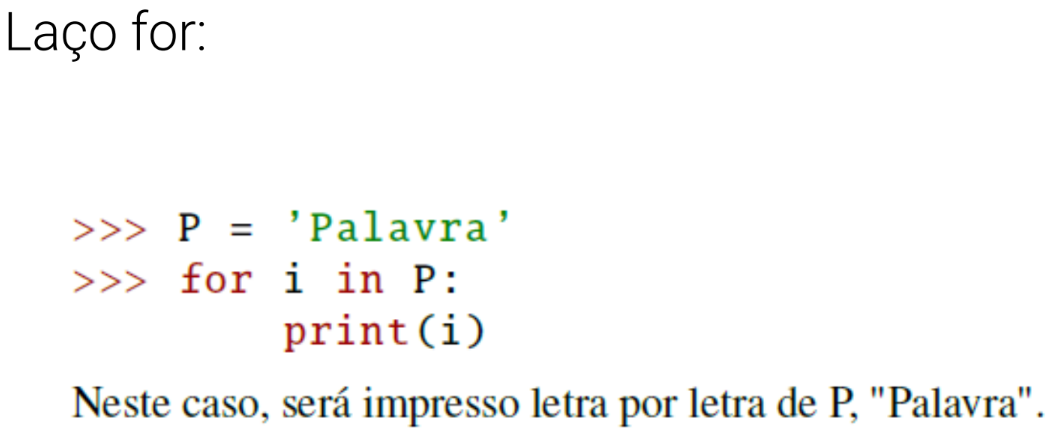 Laço for:
>>> P = 'Palavra'
>>> for i in P:
print(i)
Neste caso, será impresso letra por letra de P, "Palavra".